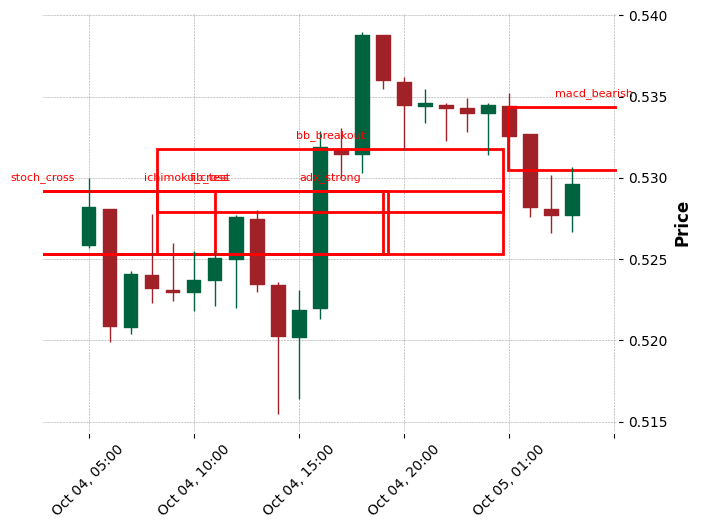 0.540
macd_bearish
0.535
bb_breakout
stoch_cross
adx_strong
0.530
Price
0.525
0.520
0.515
Oct 04, 05:00
Oct 04, 10:00
Oct 04, 15:00
Oct 04, 20:00
Oct 05, 01:00